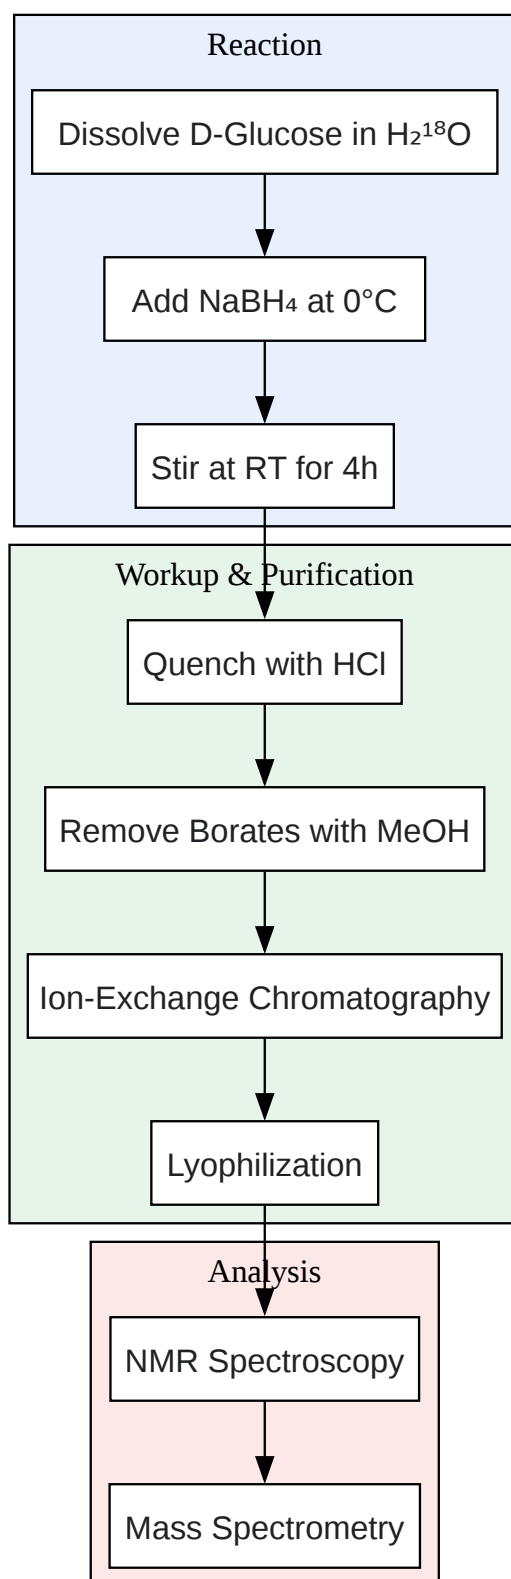 Reaction
Dissolve D-Glucose in H₂¹⁸O
Add NaBH₄ at 0°C
Stir at RT for 4h
Workup & Purification
Quench with HCl
Remove Borates with MeOH
Ion-Exchange Chromatography
Lyophilization
Analysis
NMR Spectroscopy
Mass Spectrometry